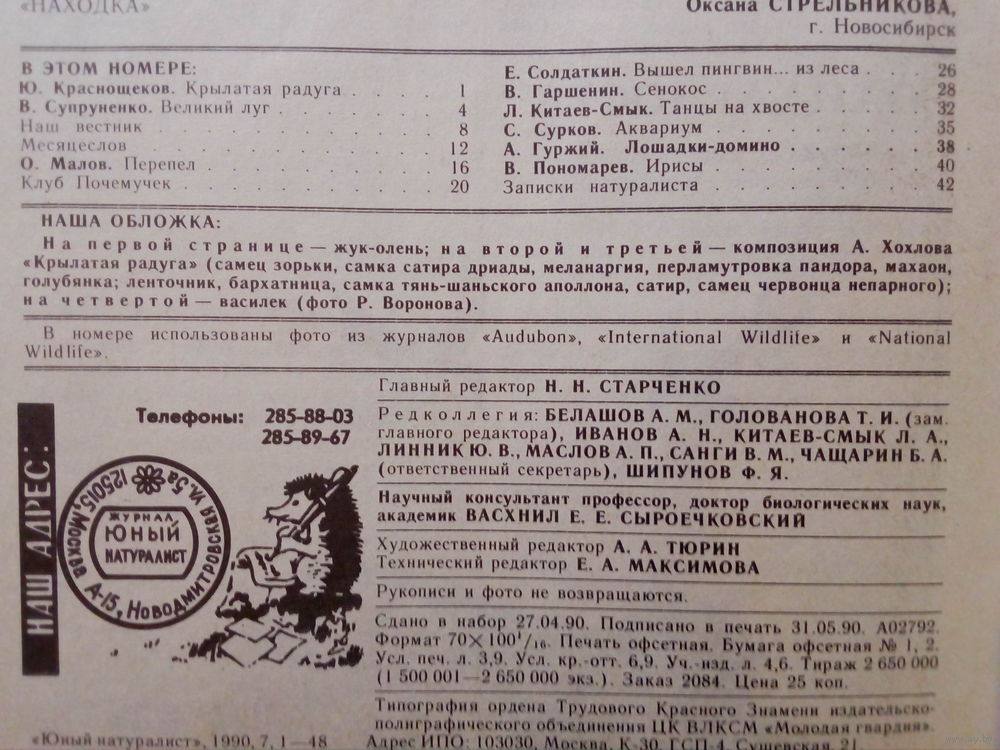 «НАХОДКА»
Оксана СТРЕЛЬНИКОВА,
г. Новосибирск
В ЭТОМ НОМЕРЕ:
Ю. Краснощеков. Крылатая радуга . . . . 1
В. Супруненко. Великий луг . . . . . . 4
Наш вестник . . . . . . . . . . 8
Месяцеслов . . . . . . . . . . 12
О. Малов. Перепел . . . . . . . . 16
Клуб Почемучек . . . . . . . . . 20
Е. Солдаткин. Вышел пингвин... из леса . . . 26
В. Гаршенин. Сенокос . . . . . . . . 28
Л. Китаев-Смык. Танцы на хвосте . . . . . 32
С. Сурков. Аквариум . . . . . . . . 35
А. Гуржий. Лошадки-домино . . . . . . 38
В. Пономарев. Ирисы . . . . . . . . 40
Записки натуралиста . . . . . . . . 42
НАША ОБЛОЖКА:
На первой странице — жук-олень; на второй и третьей — композиция А. Хохлова
«Крылатая радуга» (самец зорьки, самка сатира дриады, меланаргия, перламутровка пандора, махаон,
голубянка; ленточник, бархатница, самка тянь-шаньского аполлона, сатир, самец червонца непарного);
на четвертой — василек (фото Р. Воронова).
В номере использованы фото из журналов «Audubon», «International Wildlife» и «National
Wildlife».
НАШ АДРЕС:
Телефоны: 285-88-03
285-89-67
125015, Москва А-15, Новодмитровская ул. 5а
ЖУРНАЛ
ЮНЫЙ
НАТУРАЛИСТ
Главный редактор Н. Н. СТАРЧЕНКО
Редколлегия: БЕЛАШОВ А. М., ГОЛОВАНОВА Т. И. (зам.
главного редактора), ИВАНОВ А. Н., КИТАЕВ-СМЫК Л. А.,
ЛИННИК Ю. В., МАСЛОВ А. П., САНГИ В. М., ЧАЩАРИН Б. А.
(ответственный секретарь), ШИПУНОВ Ф. Я.
Научный консультант профессор, доктор биологических наук,
академик ВАСХНИЛ Е. Е. СЫРОЕЧКОВСКИЙ
Художественный редактор А. А. ТЮРИН
Технический редактор Е. А. МАКСИМОВА
Рукописи и фото не возвращаются.
Сдано в набор 27.04.90. Подписано в печать 31.05.90. А02792.
Формат 70×100 1/16. Печать офсетная. Бумага офсетная № 1, 2.
Усл. печ. л. 3,9. Усл. кр.-отт. 6,9. Уч.-изд. л. 4,6. Тираж 2 650 000
(1 500 001—2 650 000 экз.). Заказ 2084. Цена 25 коп.
Типография ордена Трудового Красного Знамени издательско-
полиграфического объединения ЦК ВЛКСМ «Молодая гвардия».
Адрес ИПО: 103030, Москва, К-30, ГСП-4, Сущевская, 21.
«Юный натуралист», 1990, 7, 1—48